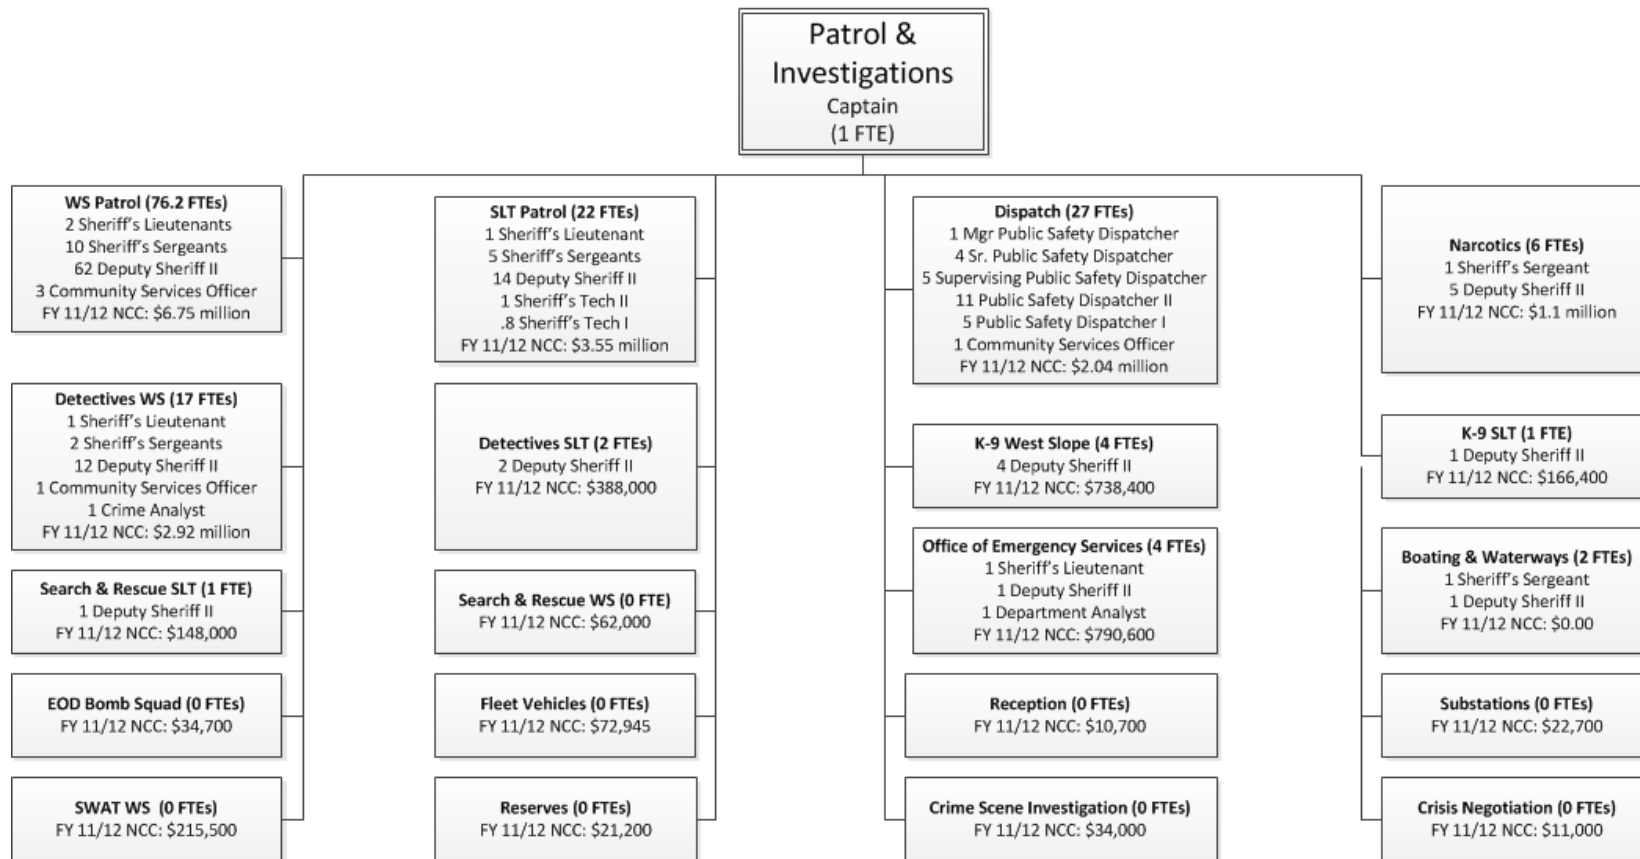 Patrol &
Investigations
Captain
(1 FTE)
WS Patrol (76.2 FTEs)
2 Sheriff's Lieutenants
10 Sheriff's Sergeants
62 Deputy Sheriff II
3 Community Services Officer
FY 11/12 NCC: $6.75 million
SLT Patrol (22 FTEs)
1 Sheriff's Lieutenant
5 Sheriff's Sergeants
14 Deputy Sheriff II
1 Sheriff's Tech II
.8 Sheriff's Tech I
FY 11/12 NCC: $3.55 million
Dispatch (27 FTEs)
1 Mgr Public Safety Dispatcher
4 Sr. Public Safety Dispatcher
5 Supervising Public Safety Dispatcher
11 Public Safety Dispatcher II
5 Public Safety Dispatcher I
1 Community Services Officer
FY 11/12 NCC: $2.04 million
Narcotics (6 FTEs)
1 Sheriff's Sergeant
5 Deputy Sheriff II
FY 11/12 NCC: $1.1 million
Detectives WS (17 FTEs)
1 Sheriff's Lieutenant
2 Sheriff's Sergeants
12 Deputy Sheriff II
1 Community Services Officer
1 Crime Analyst
FY 11/12 NCC: $2.92 million
Detectives SLT (2 FTEs)
2 Deputy Sheriff II
FY 11/12 NCC: $388,000
K-9 West Slope (4 FTEs)
4 Deputy Sheriff II
FY 11/12 NCC: $738,400
K-9 SLT (1 FTE)
1 Deputy Sheriff II
FY 11/12 NCC: $166,400
Search & Rescue SLT (1 FTE)
1 Deputy Sheriff II
FY 11/12 NCC: $148,000
Search & Rescue WS (0 FTE)
FY 11/12 NCC: $62,000
Office of Emergency Services (4 FTEs)
1 Sheriff's Lieutenant
1 Deputy Sheriff II
1 Department Analyst
FY 11/12 NCC: $790,600
Boating & Waterways (2 FTEs)
1 Sheriff's Sergeant
1 Deputy Sheriff II
FY 11/12 NCC: $0.00
EOD Bomb Squad (0 FTEs)
FY 11/12 NCC: $34,700
Fleet Vehicles (0 FTEs)
FY 11/12 NCC: $72,945
Reception (0 FTEs)
FY 11/12 NCC: $10,700
Substations (0 FTEs)
FY 11/12 NCC: $22,700
SWAT WS (0 FTEs)
FY 11/12 NCC: $215,500
Reserves (0 FTEs)
FY 11/12 NCC: $21,200
Crime Scene Investigation (0 FTEs)
FY 11/12 NCC: $34,000
Crisis Negotiation (0 FTEs)
FY 11/12 NCC: $11,000